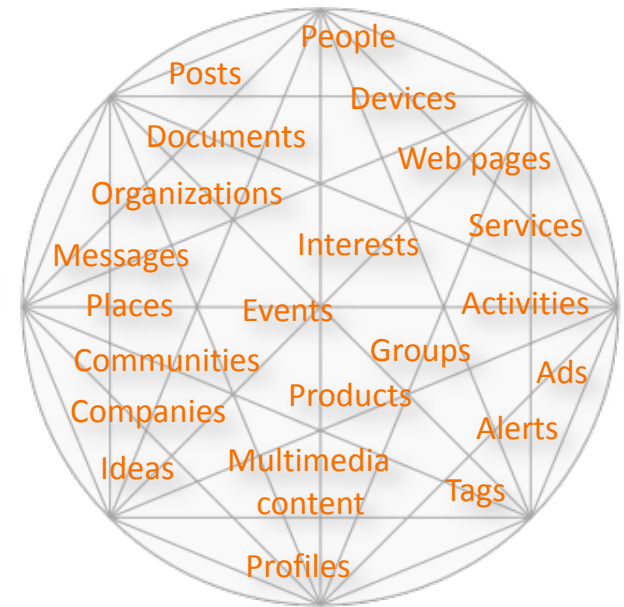 People
Posts
Devices
Documents
Web pages
Organizations
Services
Interests
Messages
Places
Events
Activities
Groups
Communities
Ads
Products
Companies
Alerts
Ideas
Multimedia
content
Tags
Profiles